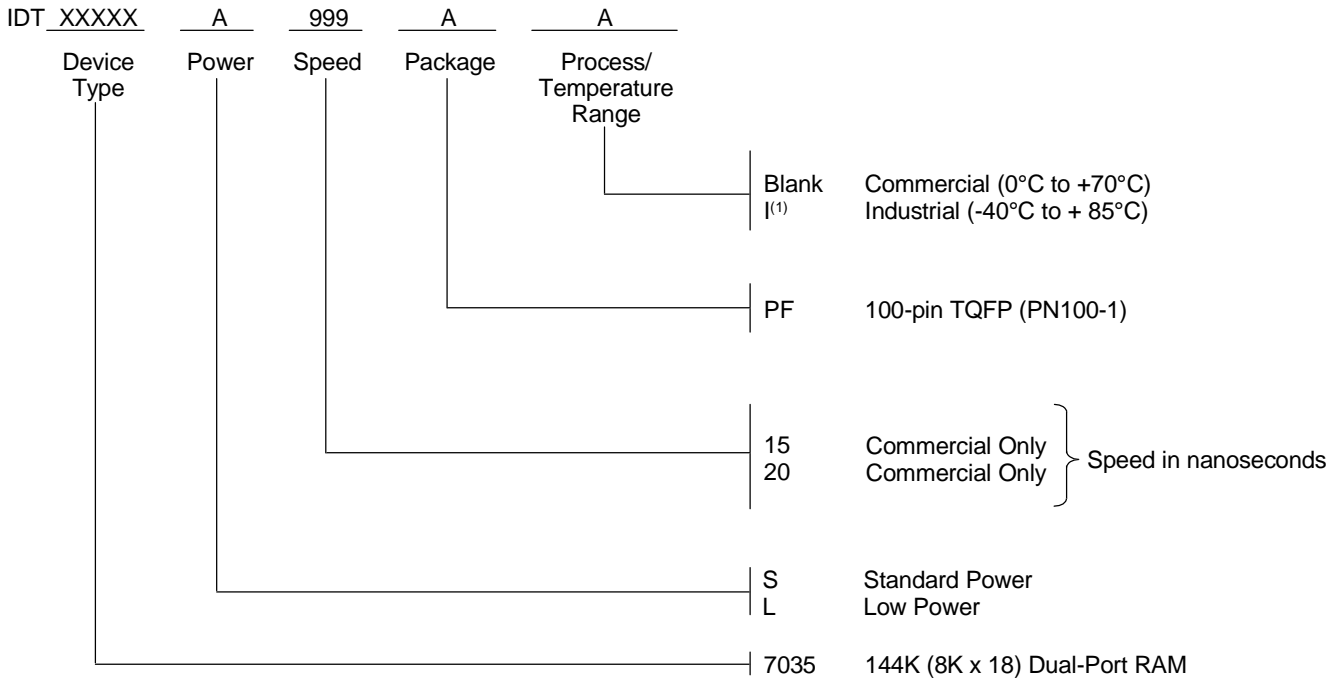 IDT XXXXX A 999 A A
Device Type Power Speed Package Process/ Temperature Range
Blank Commercial (0°C to +70°C)
I(1) Industrial (-40°C to + 85°C)
PF 100-pin TQFP (PN100-1)
15 Commercial Only
20 Commercial Only
Speed in nanoseconds
S Standard Power
L Low Power
7035 144K (8K x 18) Dual-Port RAM